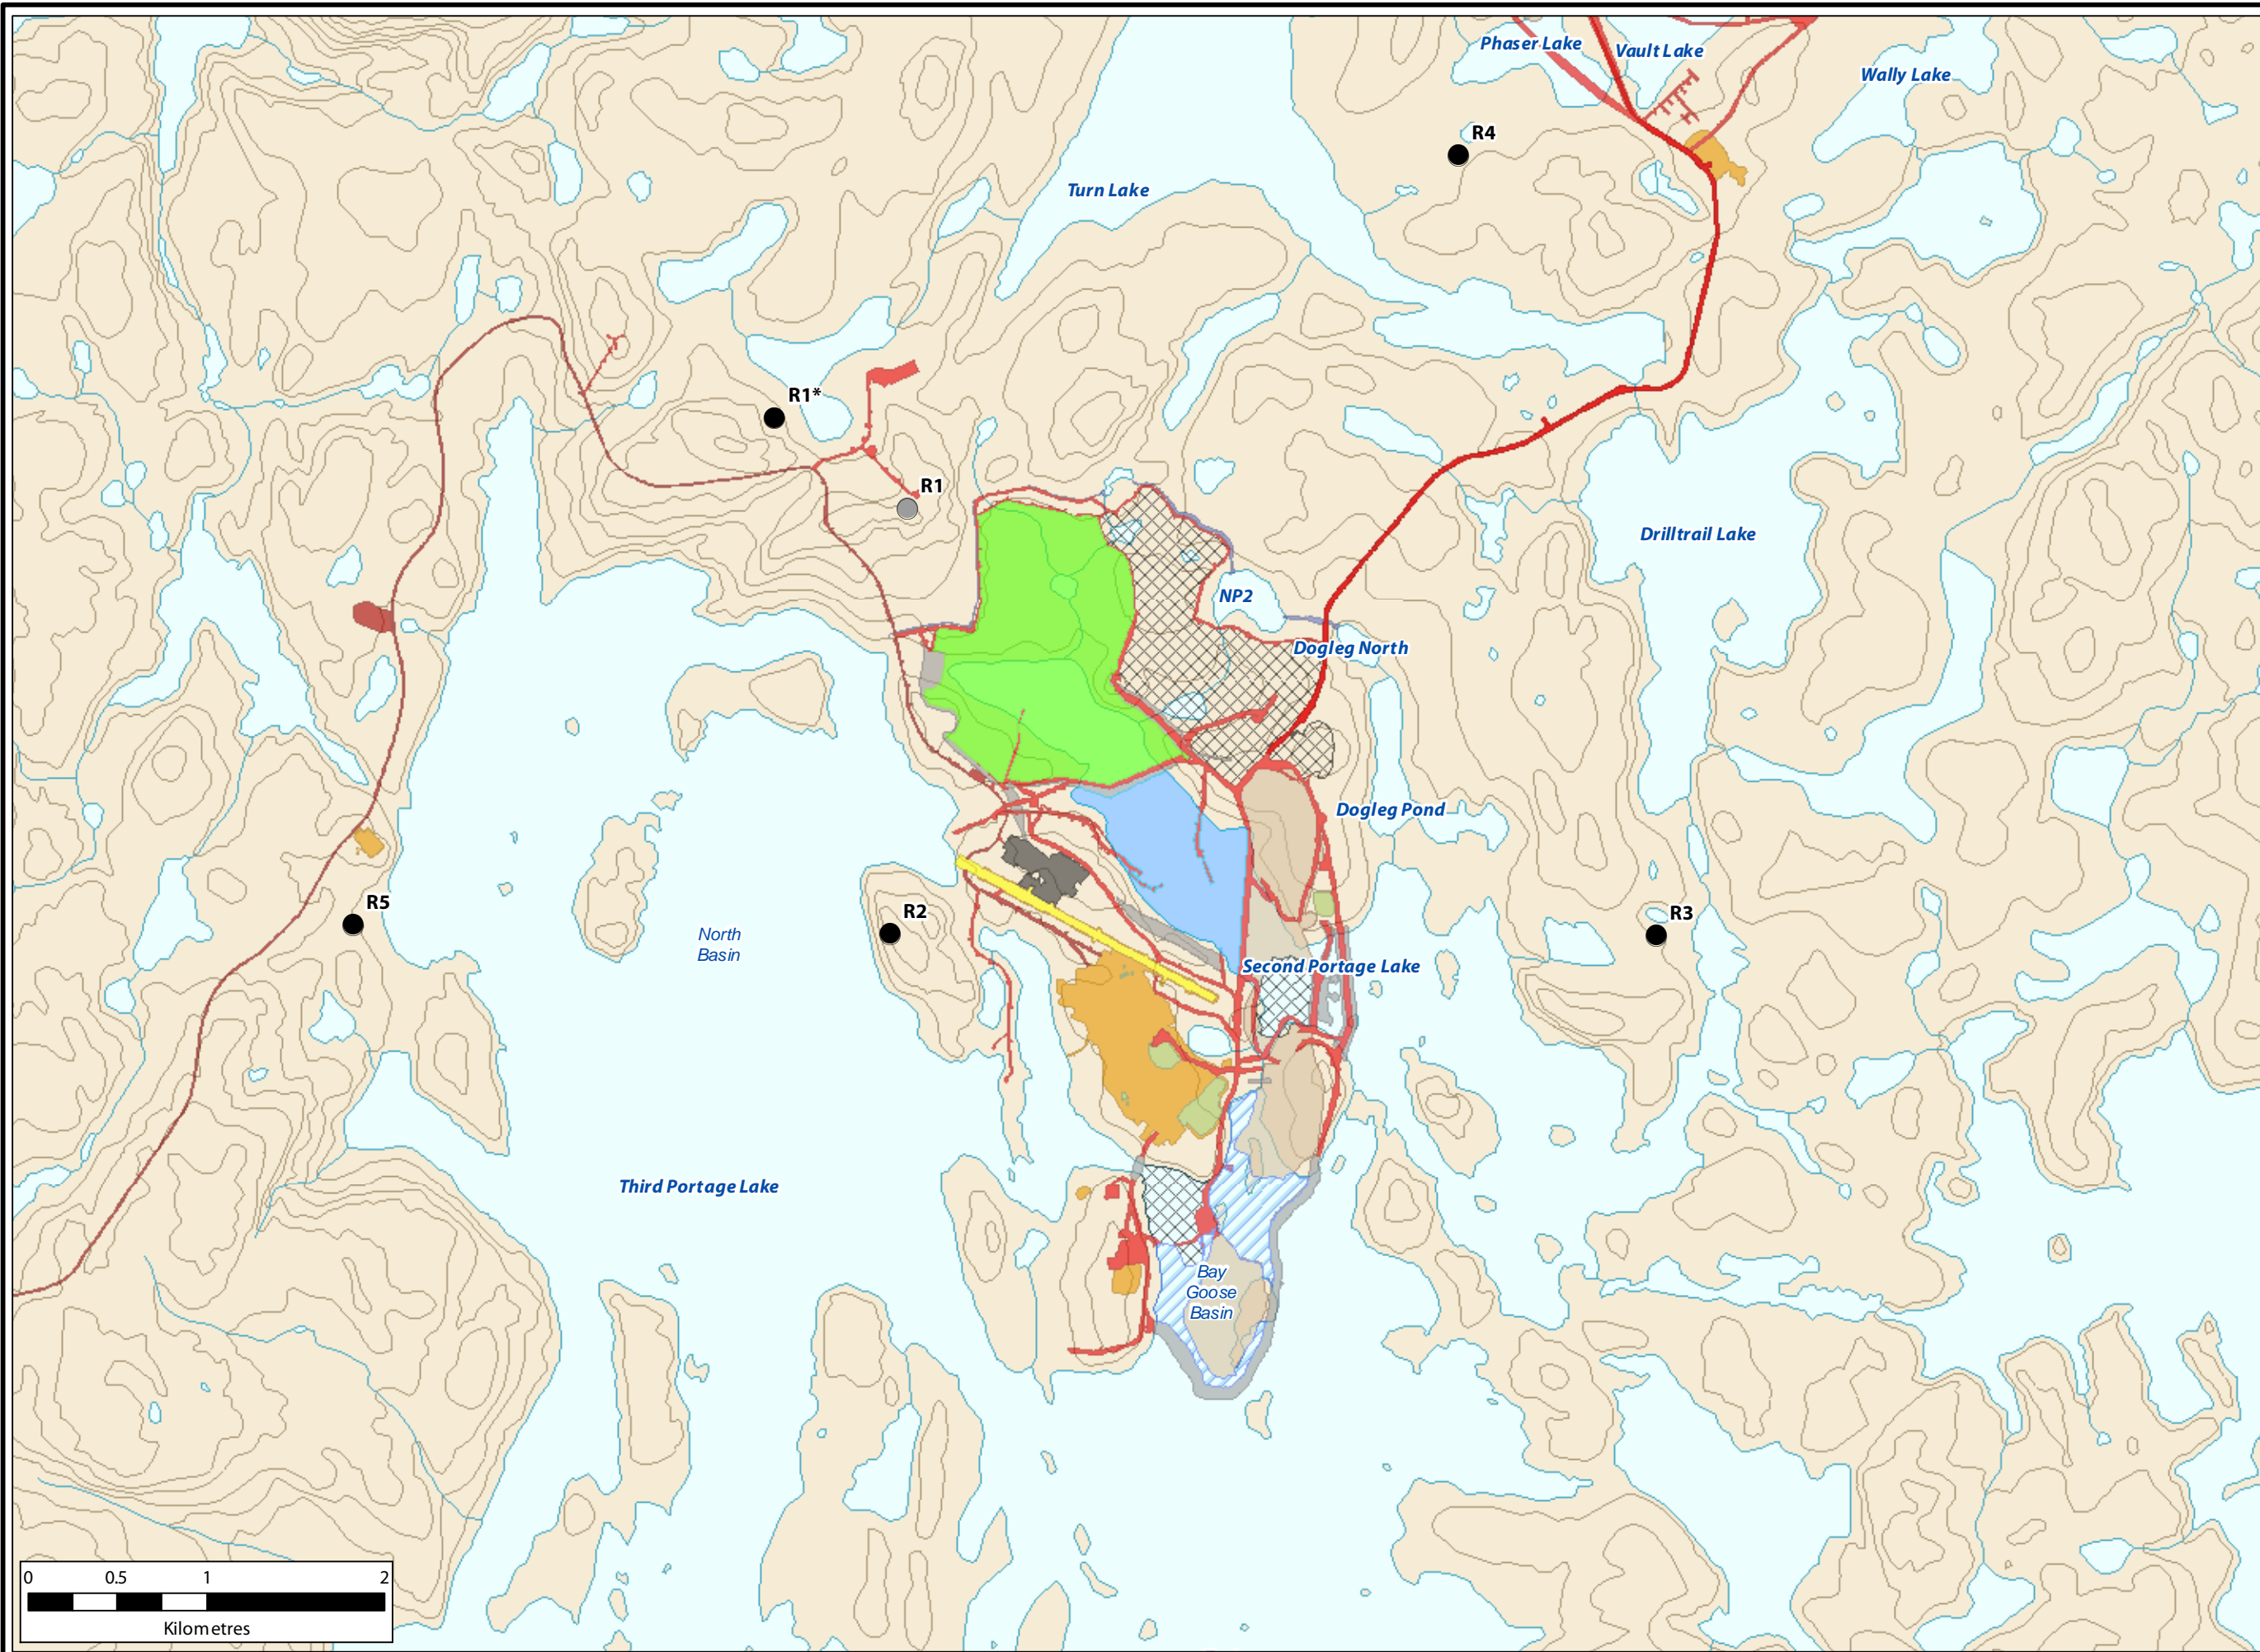 Phaser Lake
Vault Lake
Wally Lake
R4
Turn Lake
R1*
R1
Drilltrail Lake
NP2
Dogleg North
Dogleg Pond
R5
R2
R3
North
Basin
Second Portage Lake
Third Portage Lake
Bay
Goose
Basin
0 0.5 1 2
Kilometres